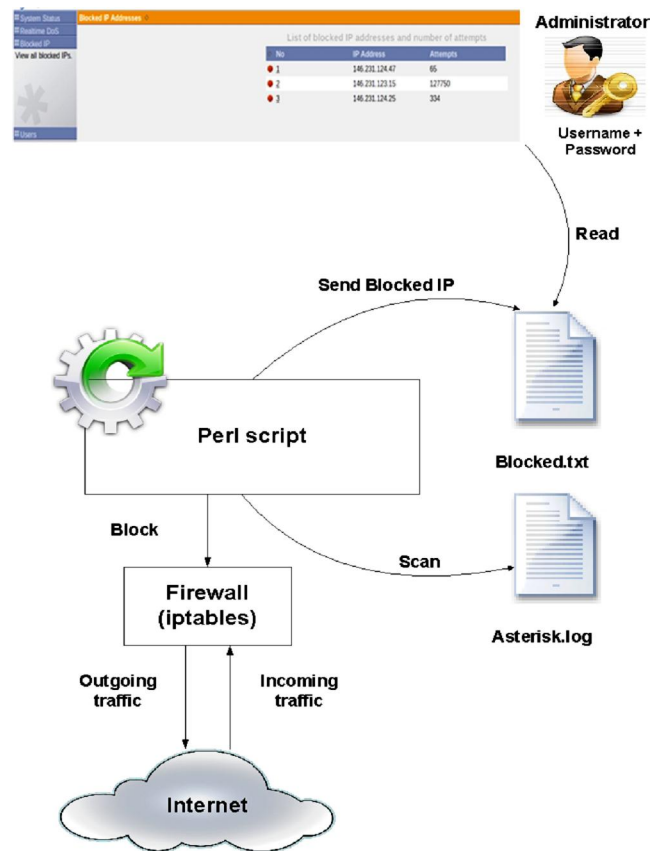 System Status
Realtime DoS
Blocked IP
View all blocked IPs.
Users
Blocked IP Addresses
List of blocked IP addresses and number of attempts
No IP Address Attempts
1 146.231.124.47 65
2 146.231.123.15 127750
3 146.231.124.25 334
Administrator
Username +
Password
Read
Send Blocked IP
Perl script
Blocked.txt
Block
Scan
Firewall
(iptables)
Asterisk.log
Outgoing
traffic
Incoming
traffic
Internet